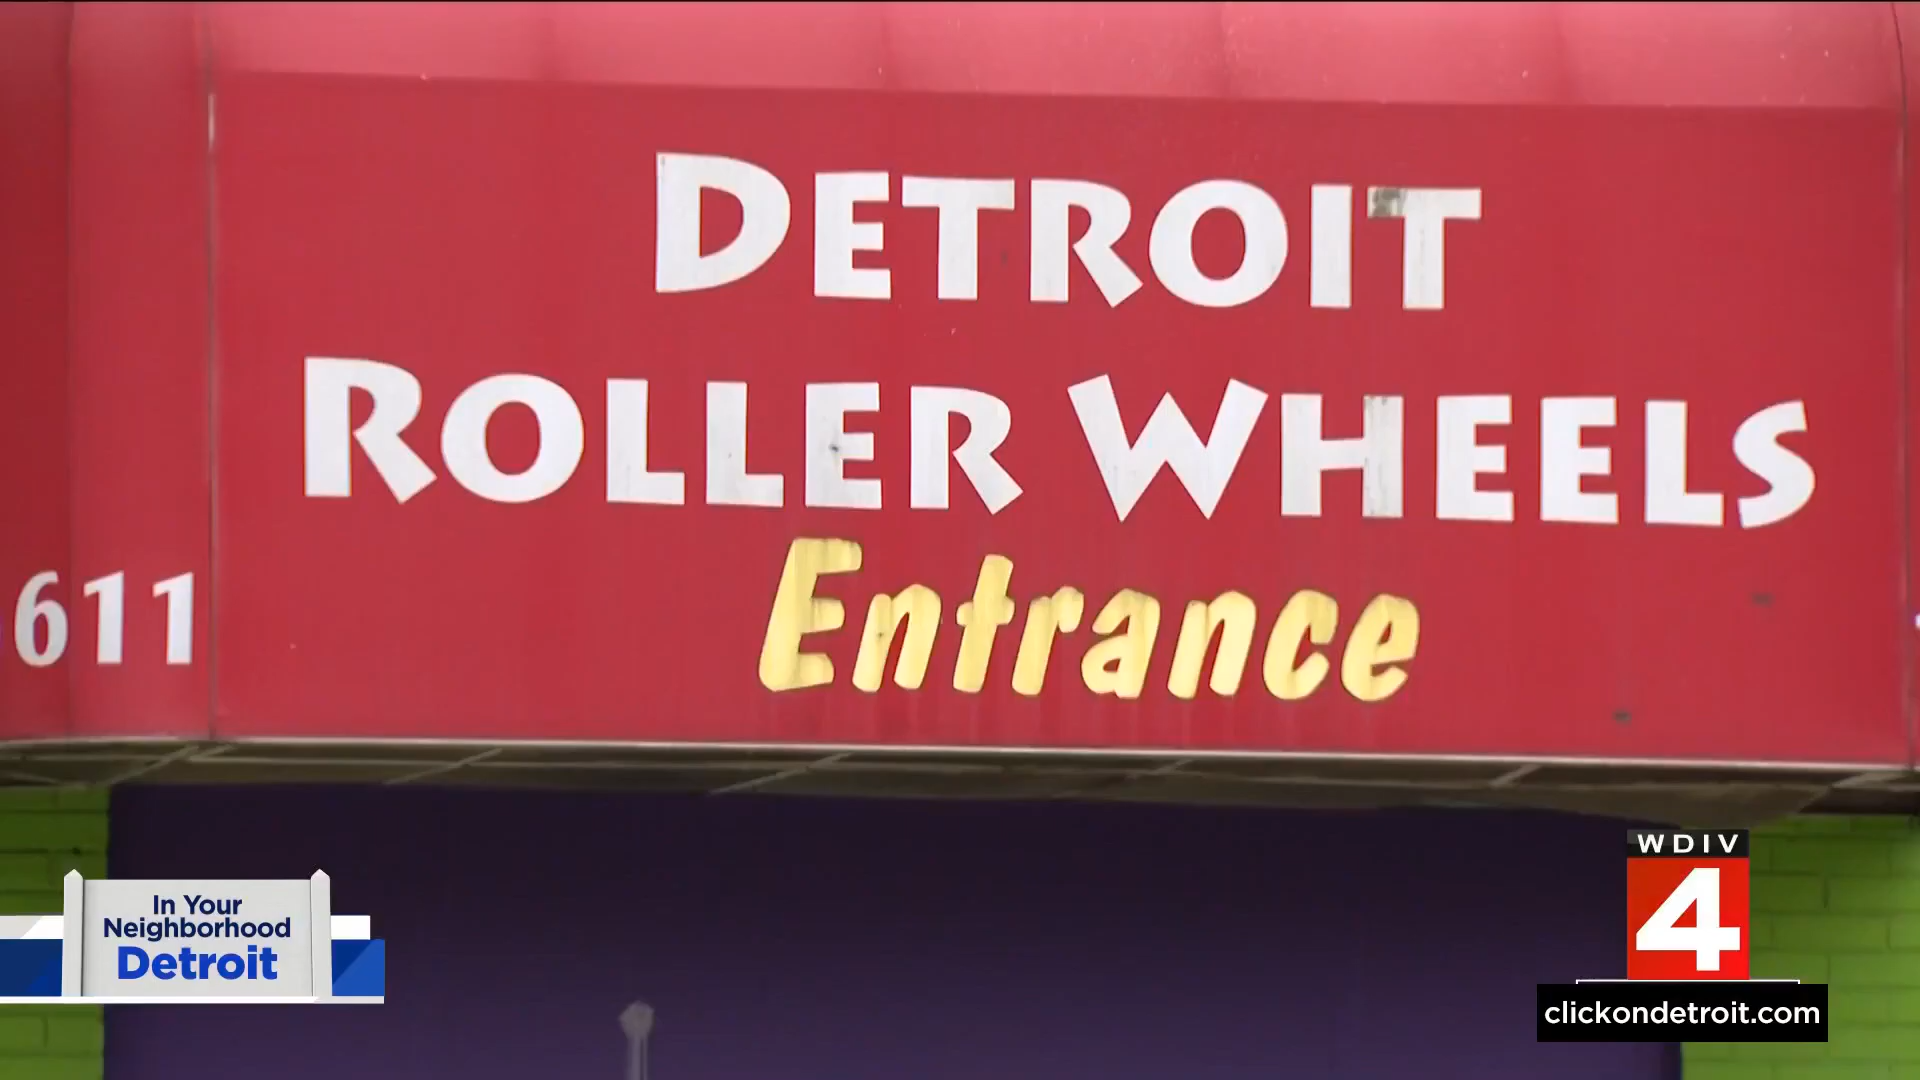 DETROIT
ROLLER WHEELS
Entrance
611
In Your
Neighborhood
Detroit
WDIV
4
clickondetroit.com